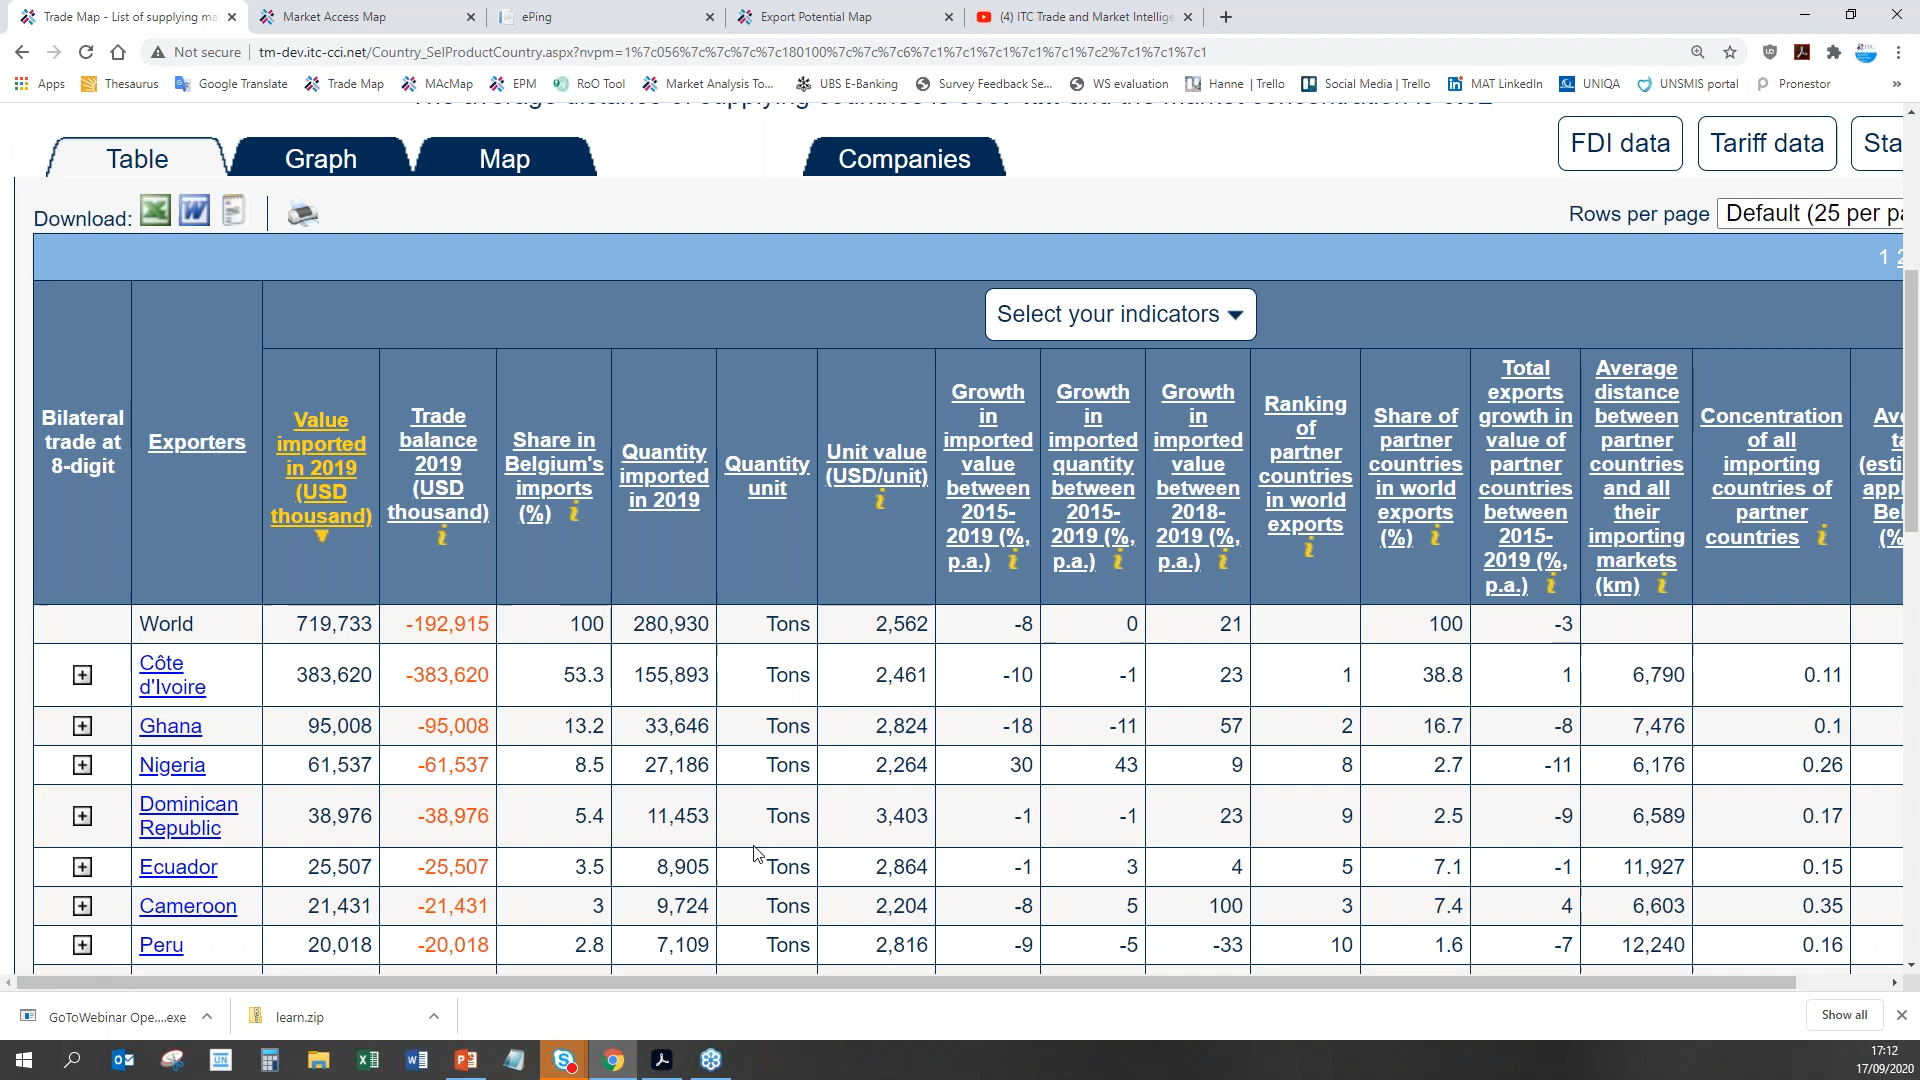 Trade Map - List of supplying ma
Market Access Map
ePing
Export Potential Map
(4) ITC Trade and Market Intellige
Not secure
tm-dev.itc-cci.net/Country_SelProductCountry.aspx?nvpm=1%7c056%7c%7c%7c%7c180100%7c%7c%7c6%7c1%7c1%7c1%7c1%7c1%7c2%7c1%7c1%7c1%7c1
Apps
Thesaurus
Google Translate
Trade Map
MAcMap
EPM
RoO Tool
Market Analysis To...
UBS E-Banking
Survey Feedback Se...
WS evaluation
Hanne | Trello
Social Media | Trello
MAT LinkedIn
UNIQA
UNSMIS portal
Pronestor
Table
Graph
Map
Companies
FDI data
Tariff data
Sta
Download:
Rows per page
Default (25 per pa
1 2
Select your indicators
Bilateral
trade at
8-digit
Exporters
Value
imported
in 2019
(USD
thousand)
Trade
balance
2019
(USD
thousand)
Share in
Belgium's
imports
(%)
Quantity
imported
in 2019
Quantity
unit
Unit value
(USD/unit)
Growth
in
imported
value
between
2015-
2019 (%,
p.a.)
Growth
in
imported
quantity
between
2015-
2019 (%,
p.a.)
Growth
in
imported
value
between
2018-
2019 (%,
p.a.)
Ranking
of
partner
countries
in world
exports
Share of
partner
countries
in world
exports
(%)
Total
exports
growth in
value of
partner
countries
between
2015-
2019 (%,
p.a.)
Average
distance
between
partner
countries
and all
their
importing
markets
(km)
Concentration
of all
importing
countries of
partner
countries
Ave
ta
(esti
appl
Bel
(%
World 719,733 -192,915 100 280,930 Tons 2,562 -8 0 21 100 -3
Côte
d'Ivoire 383,620 -383,620 53.3 155,893 Tons 2,461 -10 -1 23 1 38.8 1 6,790 0.11
Ghana 95,008 -95,008 13.2 33,646 Tons 2,824 -18 -11 57 2 16.7 -8 7,476 0.1
Nigeria 61,537 -61,537 8.5 27,186 Tons 2,264 30 43 9 8 2.7 -11 6,176 0.26
Dominican
Republic 38,976 -38,976 5.4 11,453 Tons 3,403 -1 -1 23 9 2.5 -9 6,589 0.17
Ecuador 25,507 -25,507 3.5 8,905 Tons 2,864 -1 3 4 5 7.1 -1 11,927 0.15
Cameroon 21,431 -21,431 3 9,724 Tons 2,204 -8 5 100 3 7.4 4 6,603 0.35
Peru 20,018 -20,018 2.8 7,109 Tons 2,816 -9 -5 -33 10 1.6 -7 12,240 0.16
GoToWebinar Ope....exe
learn.zip
Show all
17:12
17/09/2020